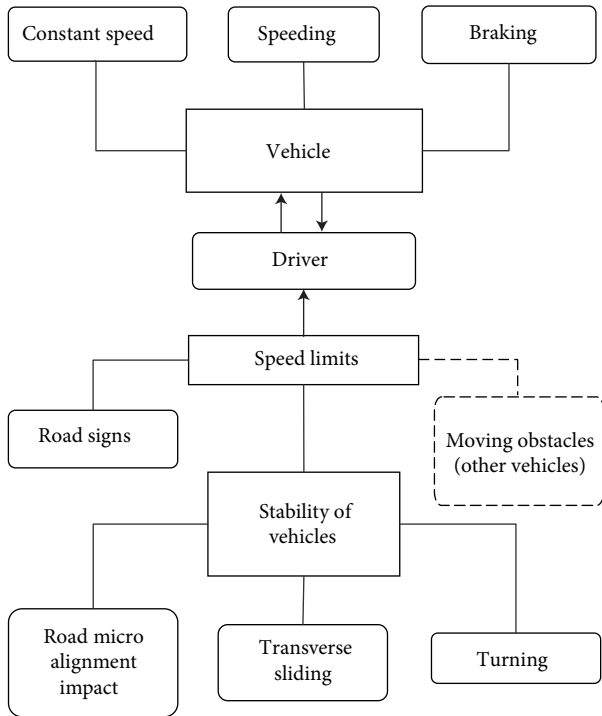 Constant speed
Speeding
Braking
Vehicle
Driver
Speed limits
Road signs
Moving obstacles
(other vehicles)
Stability of
vehicles
Road micro
alignment
impact
Transverse
sliding
Turning